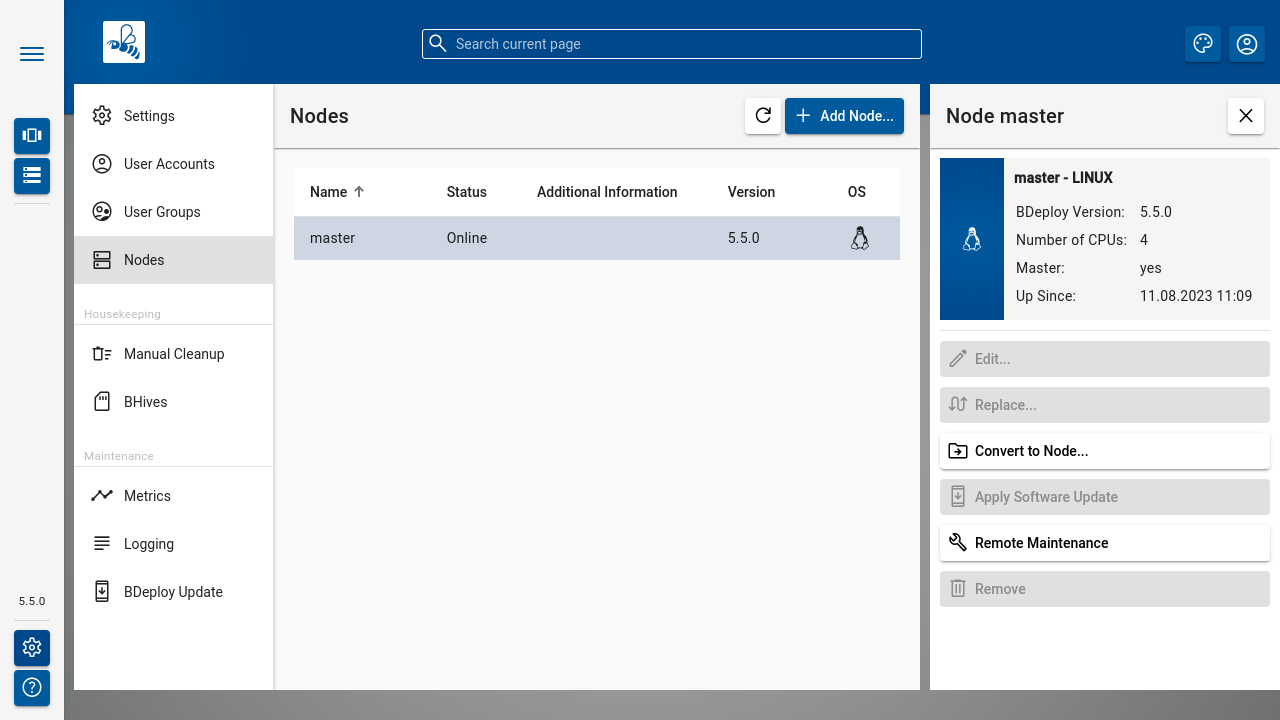 Search current page
5.5.0
Settings
User Accounts
User Groups
Nodes
Housekeeping
Manual Cleanup
BHives
Maintenance
Metrics
Logging
BDeploy Update
Nodes
Add Node...
Name Status Additional Information Version OS
master Online 5.5.0
Node master
master - LINUX
BDeploy Version: 5.5.0
Number of CPUs: 4
Master: yes
Up Since: 11.08.2023 11:09
Edit...
Replace...
Convert to Node...
Apply Software Update
Remote Maintenance
Remove